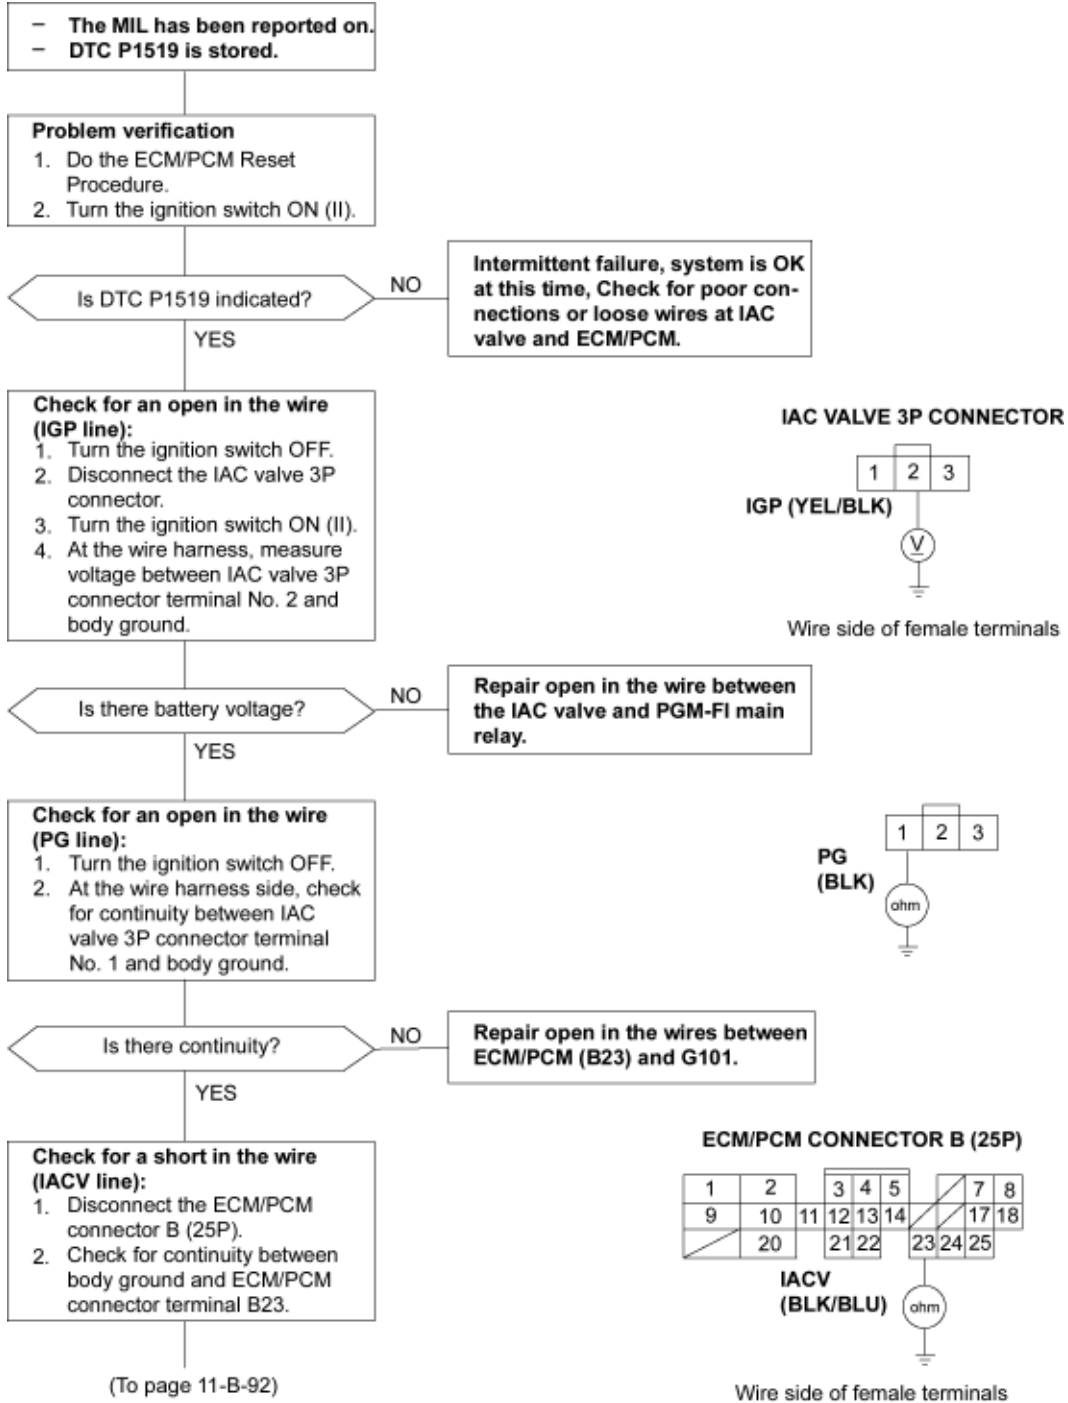 – The MIL has been reported on.
– DTC P1519 is stored.
Problem verification
1. Do the ECM/PCM Reset
Procedure.
2. Turn the ignition switch ON (II).
Is DTC P1519 indicated?
NO
Intermittent failure, system is OK
at this time, Check for poor con-
nections or loose wires at IAC
valve and ECM/PCM.
YES
Check for an open in the wire
(IGP line):
1. Turn the ignition switch OFF.
2. Disconnect the IAC valve 3P
connector.
3. Turn the ignition switch ON (II).
4. At the wire harness, measure
voltage between IAC valve 3P
connector terminal No. 2 and
body ground.
IAC VALVE 3P CONNECTOR
1 2 3
IGP (YEL/BLK)
V
Wire side of female terminals
Is there battery voltage?
NO
Repair open in the wire between
the IAC valve and PGM-FI main
relay.
YES
Check for an open in the wire
(PG line):
1. Turn the ignition switch OFF.
2. At the wire harness side, check
for continuity between IAC
valve 3P connector terminal
No. 1 and body ground.
1 2 3
PG
(BLK)
ohm
Is there continuity?
NO
Repair open in the wires between
ECM/PCM (B23) and G101.
YES
Check for a short in the wire
(IACV line):
1. Disconnect the ECM/PCM
connector B (25P).
2. Check for continuity between
body ground and ECM/PCM
connector terminal B23.
ECM/PCM CONNECTOR B (25P)
1 2 3 4 5 7 8
9 10 11 12 13 14 17 18
20 21 22 23 24 25
IACV
(BLK/BLU)
ohm
Wire side of female terminals
(To page 11-B-92)